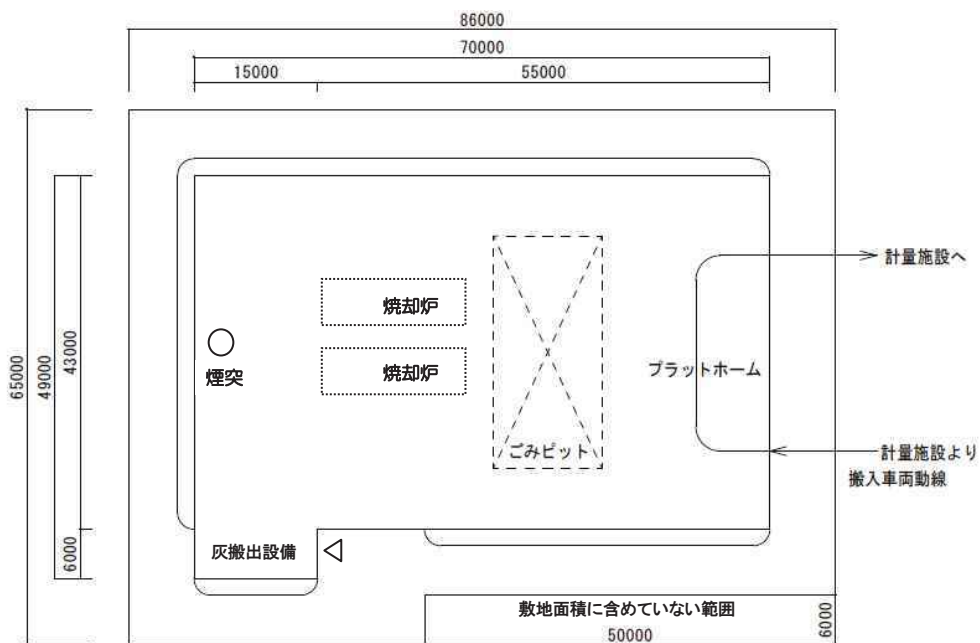 86000
70000
15000
55000
計量施設へ
焼却炉
65000
49000
43000
煙突
焼却炉
プラットホーム
ごみピット
計量施設より
搬入車両動線
6000
灰搬出設備
敷地面積に含めていない範囲
6000
50000